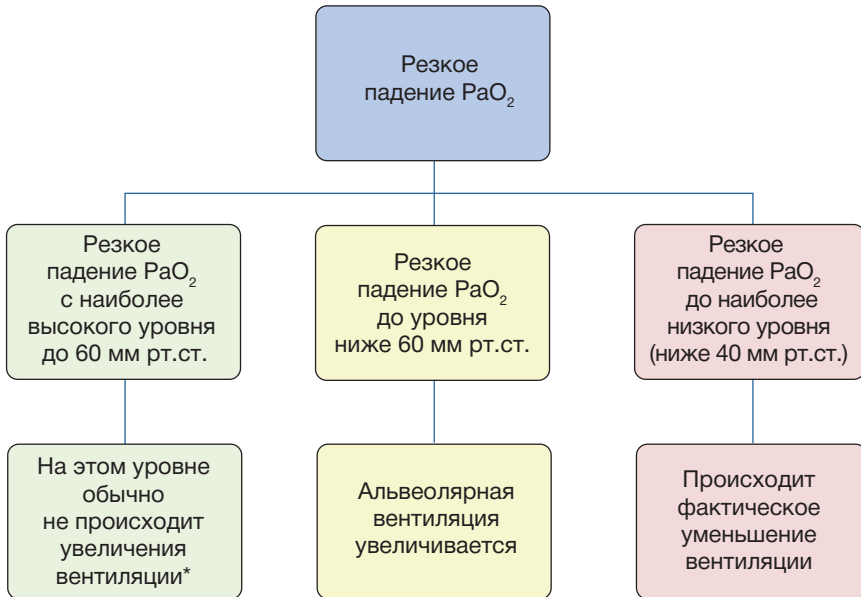 Резкое
падение PaO₂
Резкое
падение PaO₂
с наиболее
высокого уровня
до 60 мм рт.ст.
Резкое
падение PaO₂
до уровня
ниже 60 мм рт.ст.
Резкое
падение PaO₂
до наиболее
низкого уровня
(ниже 40 мм рт.ст.)
На этом уровне
обычно
не происходит
увеличения
вентиляции*
Альвеолярная
вентиляция
увеличивается
Происходит
фактическое
уменьшение
вентиляции